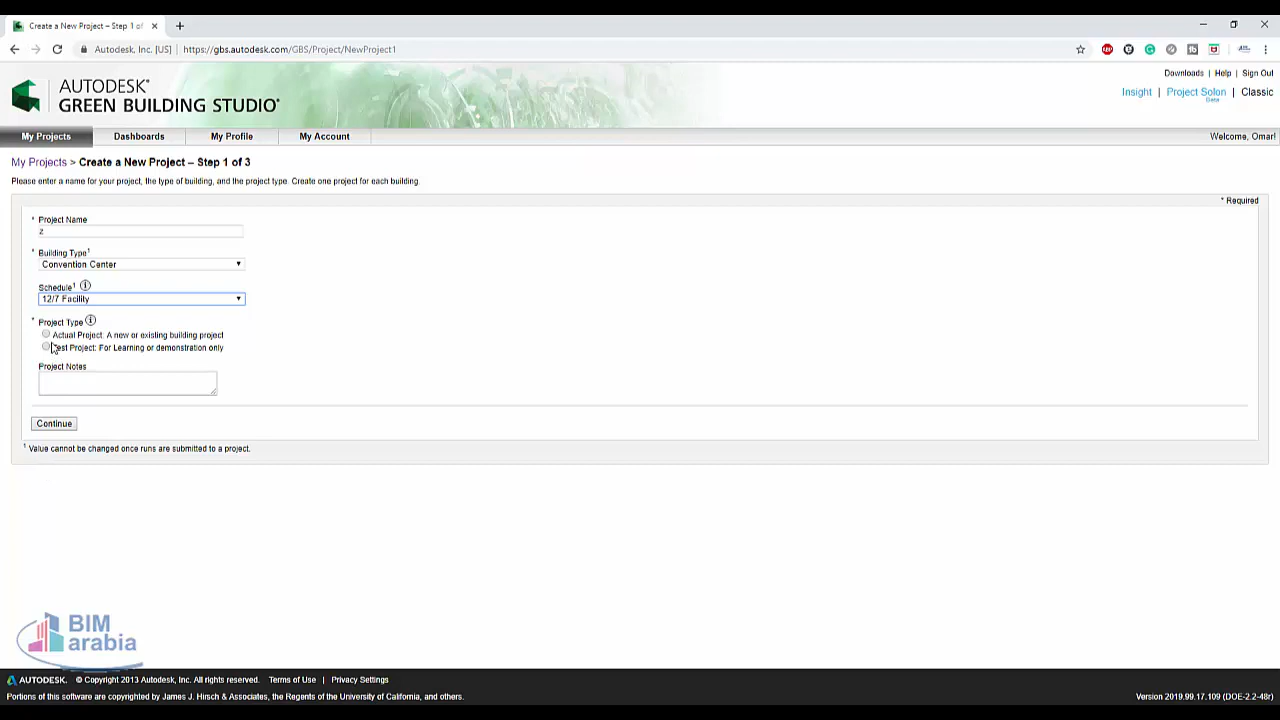 Create a New Project – Step 1 of
Autodesk, Inc. [US] | https://gbs.autodesk.com/GBS/Project/NewProject1
ABP
Downloads | Help | Sign Out
AUTODESK®
GREEN BUILDING STUDIO®
Insight | Project Solon | Classic
Beta
My Projects Dashboards My Profile My Account
Welcome, Omar!
My Projects > Create a New Project – Step 1 of 3
Please enter a name for your project, the type of building, and the project type. Create one project for each building.
* Required
* Project Name
z
* Building Type¹
Convention Center
Schedule¹
12/7 Facility
* Project Type
Actual Project: A new or existing building project
Test Project: For Learning or demonstration only
Project Notes
Continue
¹ Value cannot be changed once runs are submitted to a project.
BIM
arabia
AUTODESK. © Copyright 2013 Autodesk, Inc. All rights reserved. Terms of Use | Privacy Settings
Portions of this software are copyrighted by James J. Hirsch & Associates, the Regents of the University of California, and others.
Version 2019.99.17.109 (DOE-2.2-48r)